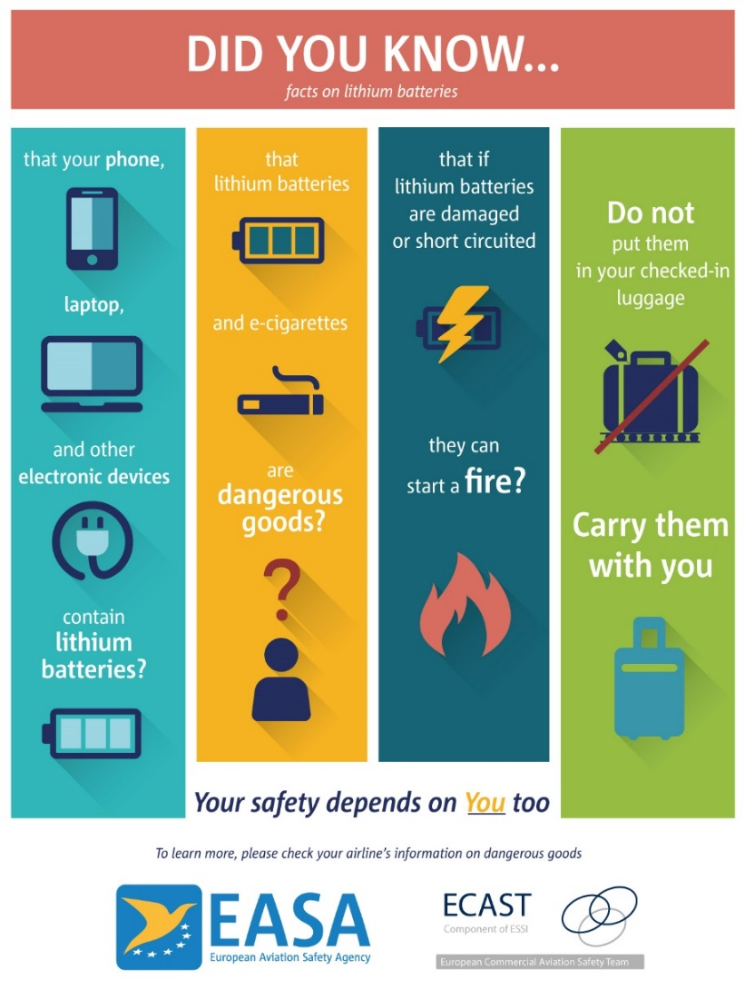 DID YOU KNOW...
facts on lithium batteries
that your phone,
laptop,
and other
electronic devices
contain
lithium
batteries?
that
lithium batteries
and e-cigarettes
are
dangerous
goods?
?
that if
lithium batteries
are damaged
or short circuited
they can
start a fire?
Do not
put them
in your checked-in
luggage
Carry them
with you
Your safety depends on You too
To learn more, please check your airline's information on dangerous goods
EASA
European Aviation Safety Agency
ECAST
Component of ESSI
European Commercial Aviation Safety Team